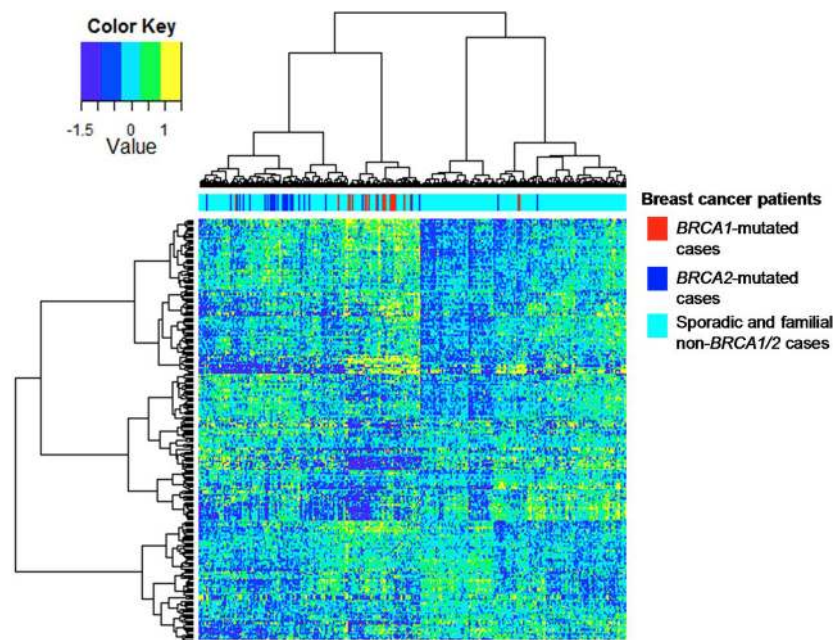 Color Key
-1.5 0 1
Value
Breast cancer patients
BRCA1-mutated
cases
BRCA2-mutated
cases
Sporadic and familial
non-BRCA1/2 cases